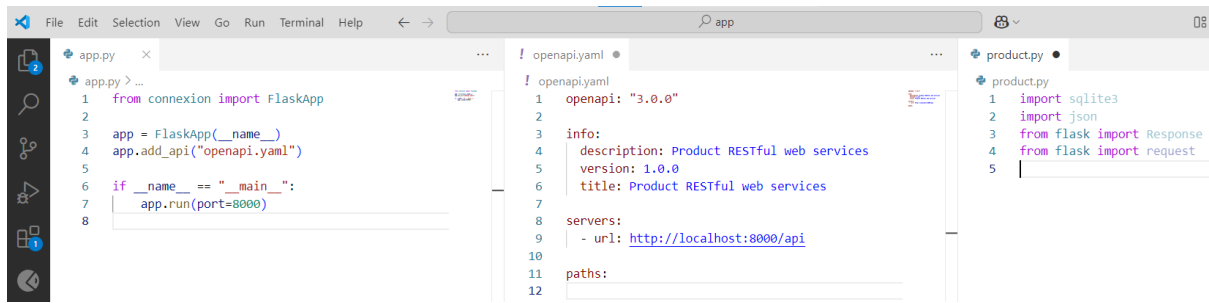 File Edit Selection View Go Run Terminal Help
app
app.py
app.py > ...
1 from connexion import FlaskApp
2
3 app = FlaskApp(__name__)
4 app.add_api("openapi.yaml")
5
6 if __name__ == "__main__":
7 app.run(port=8000)
8
openapi.yaml
openapi.yaml
1 openapi: "3.0.0"
2
3 info:
4 description: Product RESTful web services
5 version: 1.0.0
6 title: Product RESTful web services
7
8 servers:
9 - url: http://localhost:8000/api
10
11 paths:
12
product.py
product.py
1 import sqlite3
2 import json
3 from flask import Response
4 from flask import request
5
2
1